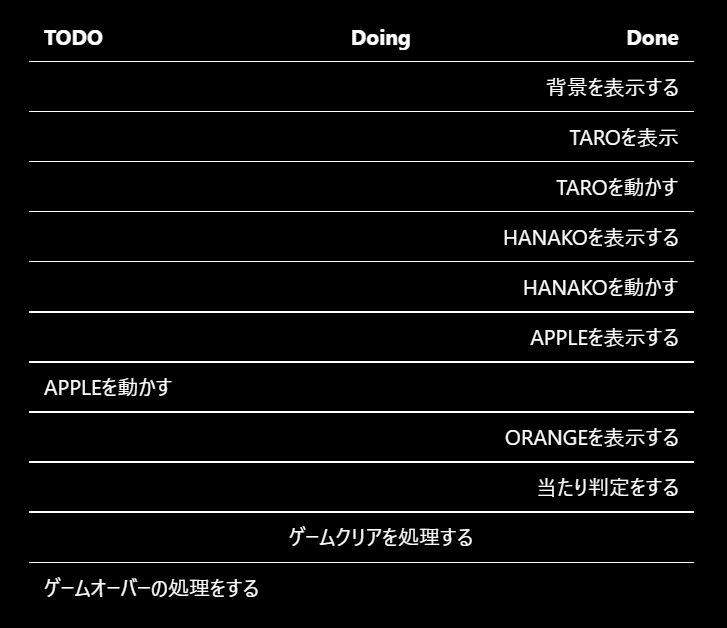 TODO Doing Done
背景を表示する
TAROを表示
TAROを動かす
HANAKOを表示する
HANAKOを動かす
APPLEを表示する
APPLEを動かす
ORANGEを表示する
当たり判定をする
ゲームクリアを処理する
ゲームオーバーの処理をする